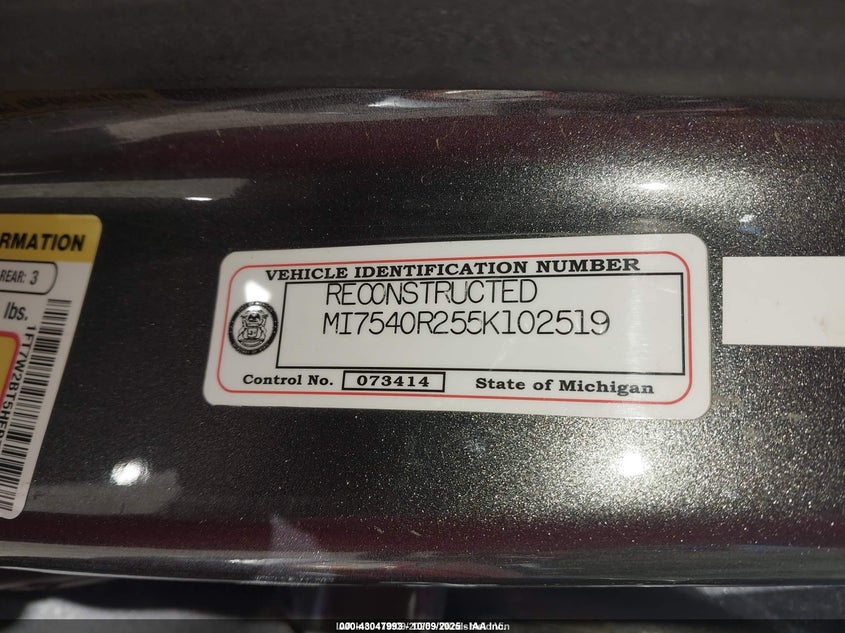 RMATION
REAR: 3
lbs.
VEHICLE IDENTIFICATION NUMBER
RECONSTRUCTED
MI7540R255K102519
Control No. 073414 State of Michigan